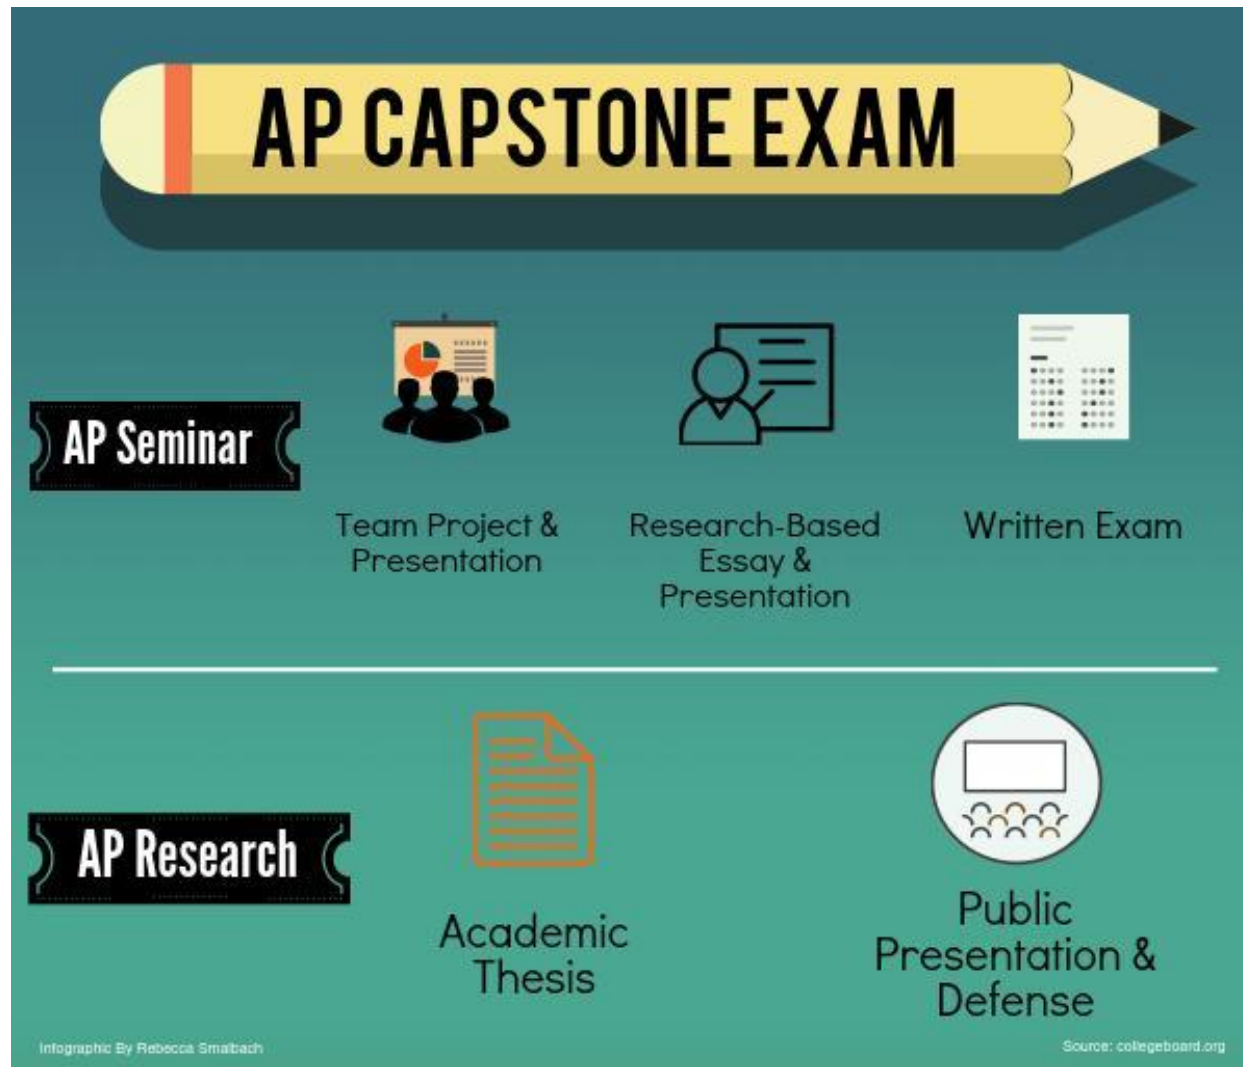 AP CAPSTONE EXAM
AP Seminar
Team Project &
Presentation
Research-Based
Essay &
Presentation
Written Exam
AP Research
Academic
Thesis
Public
Presentation &
Defense
Infographic By Rebecca Smalbach
Source: collegeboard.org